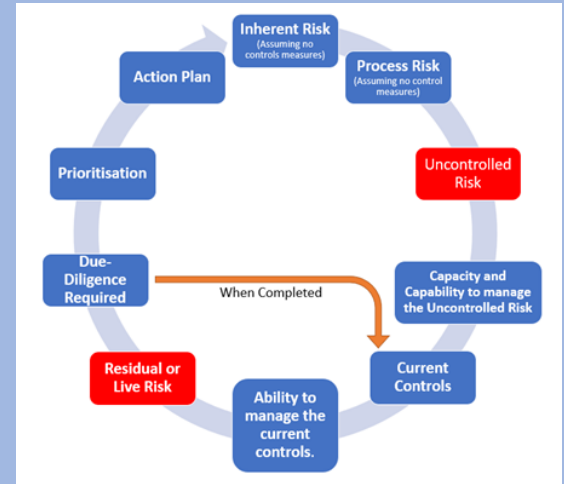 Inherent Risk
(Assuming no
controls measures)
Process Risk
(Assuming no control
measures)
Uncontrolled
Risk
Capacity and
Capability to manage
the Uncontrolled Risk
Current
Controls
Ability to
manage the
current
controls.
Residual or
Live Risk
Due-
Diligence
Required
When Completed
Prioritisation
Action Plan